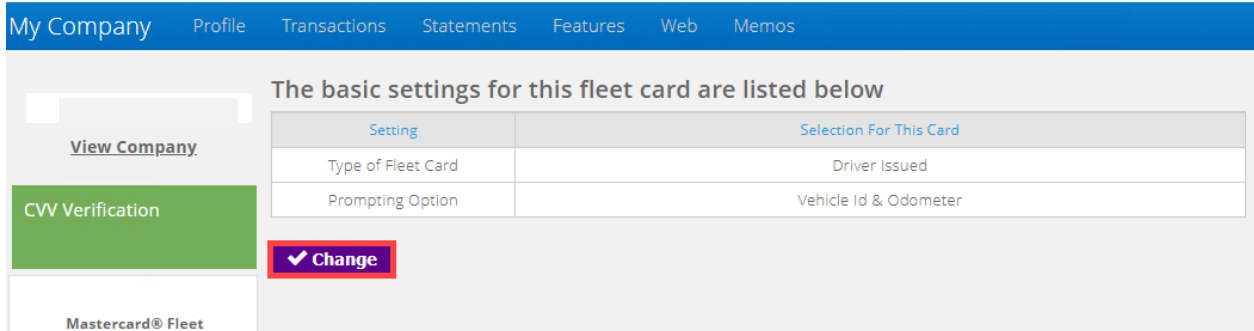 My Company Profile Transactions Statements Features Web Memos
The basic settings for this fleet card are listed below
View Company
Setting Selection For This Card
Type of Fleet Card Driver Issued
Prompting Option Vehicle Id & Odometer
CVV Verification
Change
Mastercard® Fleet